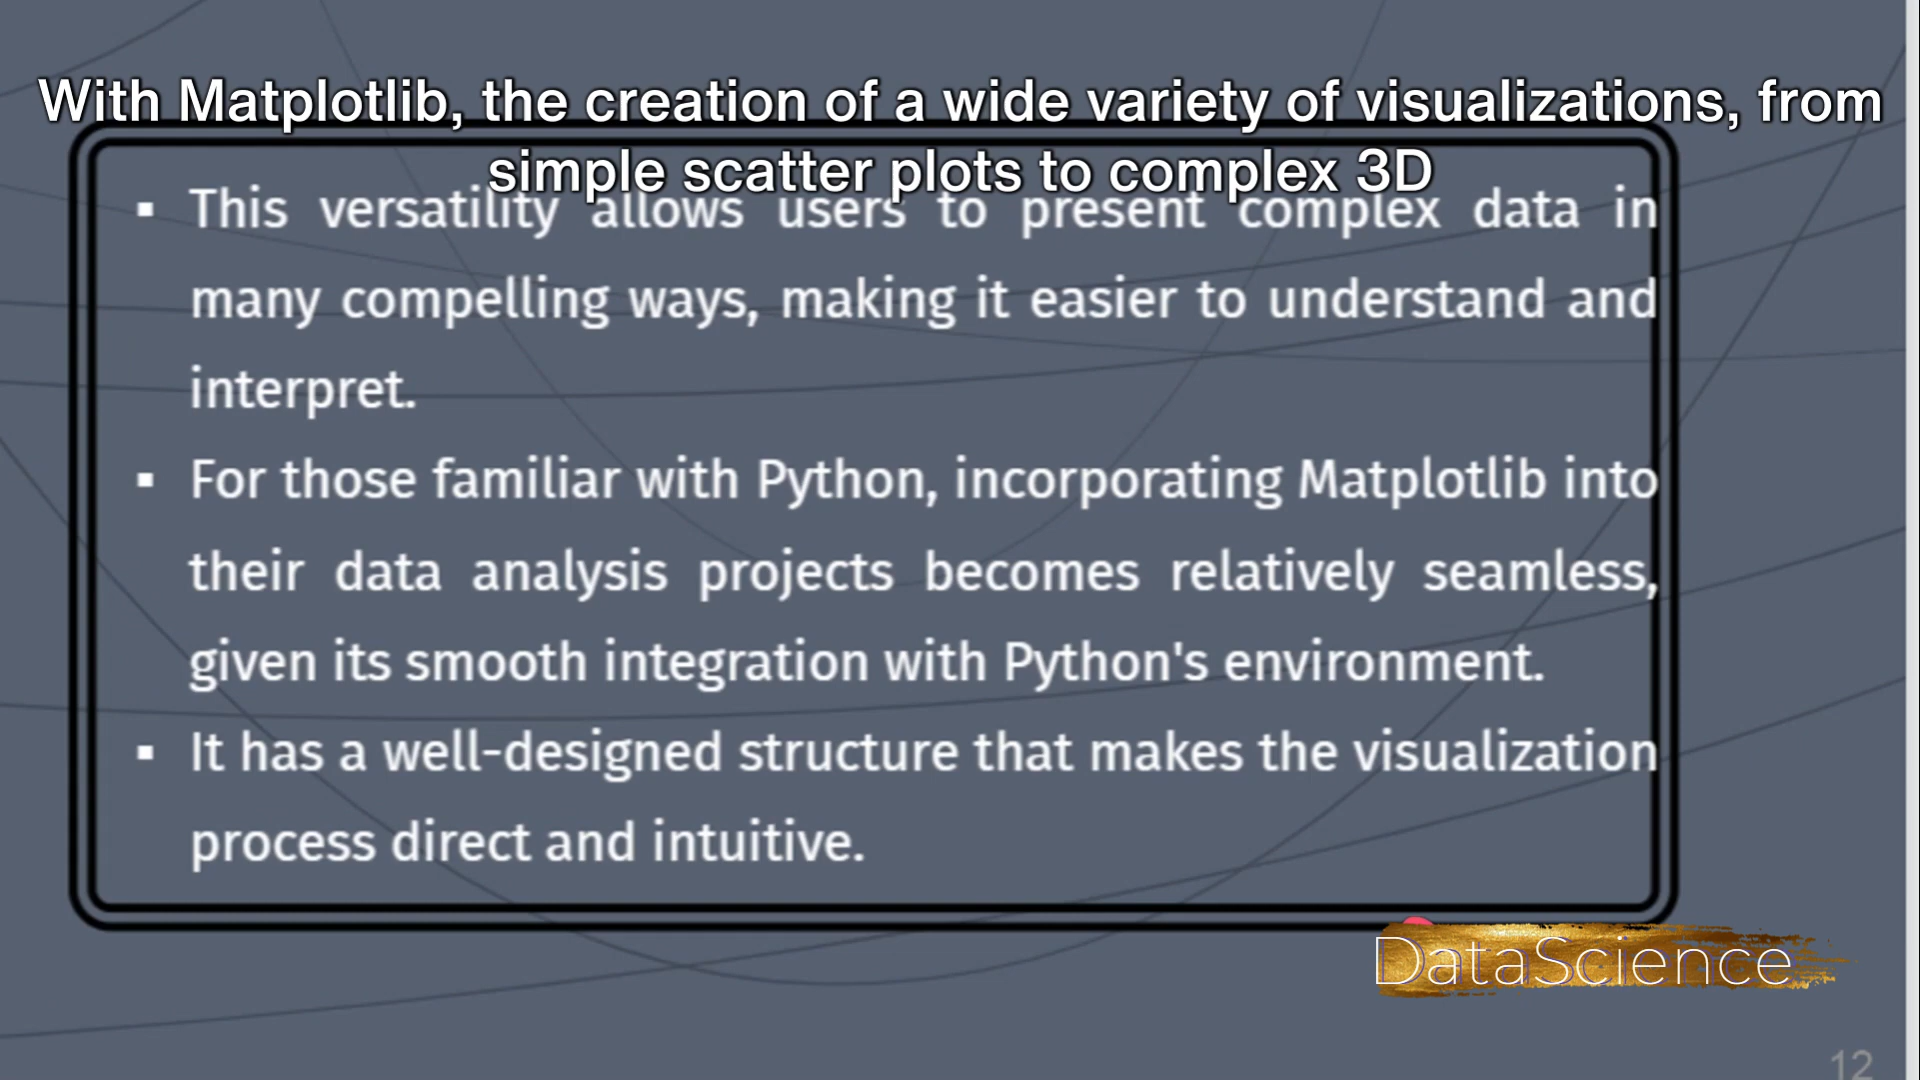 With Matplotlib, the creation of a wide variety of visualizations, from
simple scatter plots to complex 3D
▪ This versatility allows users to present complex data in
many compelling ways, making it easier to understand and
interpret.
▪ For those familiar with Python, incorporating Matplotlib into
their data analysis projects becomes relatively seamless,
given its smooth integration with Python's environment.
▪ It has a well-designed structure that makes the visualization
process direct and intuitive.
DataScience
12